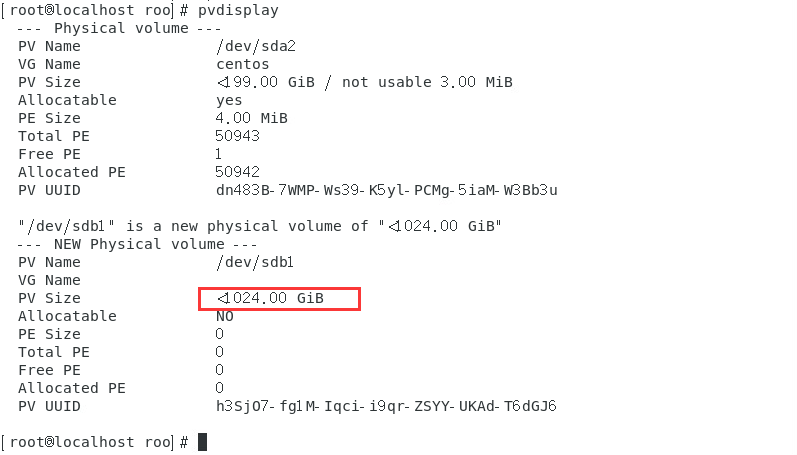 [root@localhost roo]# pvdisplay
--- Physical volume ---
PV Name /dev/sda2
VG Name centos
PV Size <199.00 GiB / not usable 3.00 MiB
Allocatable yes
PE Size 4.00 MiB
Total PE 50943
Free PE 1
Allocated PE 50942
PV UUID dn483B-7WMP-Ws39-K5yl-PCMg-5iaM-W3Bb3u
"/dev/sdb1" is a new physical volume of "<1024.00 GiB"
--- NEW Physical volume ---
PV Name /dev/sdb1
VG Name
PV Size <1024.00 GiB
Allocatable NO
PE Size 0
Total PE 0
Free PE 0
Allocated PE 0
PV UUID h3SjO7-fg1M-Iqci-i9qr-ZSYY-UKAd-T6dGJ6
[root@localhost roo]#